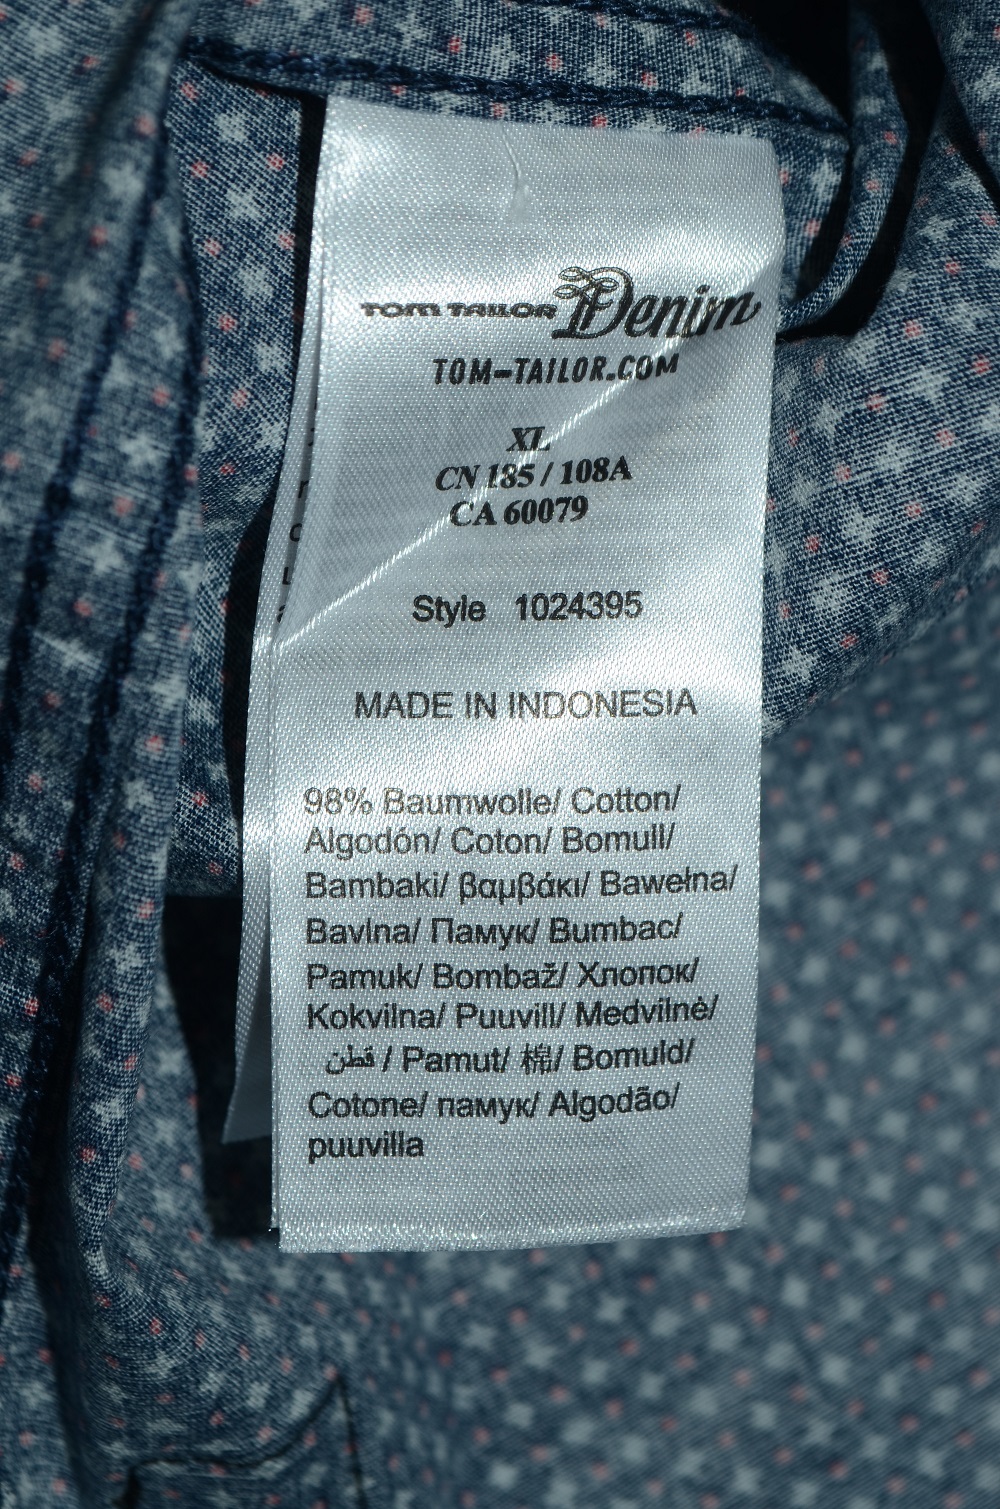 TOM TAILOR Denim
TOM-TAILOR.COM
XL
CN 185 / 108A
CA 60079
Style 1024395
MADE IN INDONESIA
98% Baumwolle/ Cotton/
Algodón/ Coton/ Bomull/
Bambaki/ βαμβάκι/ Bawełna/
Bavlna/ Памук/ Bumbac/
Pamuk/ Bombaž/ Хлопок/
Kokvilna/ Puuvill/ Medvilnė/
قطن / Pamut/ 棉/ Bomuld/
Cotone/ памук/ Algodão/
puuvilla